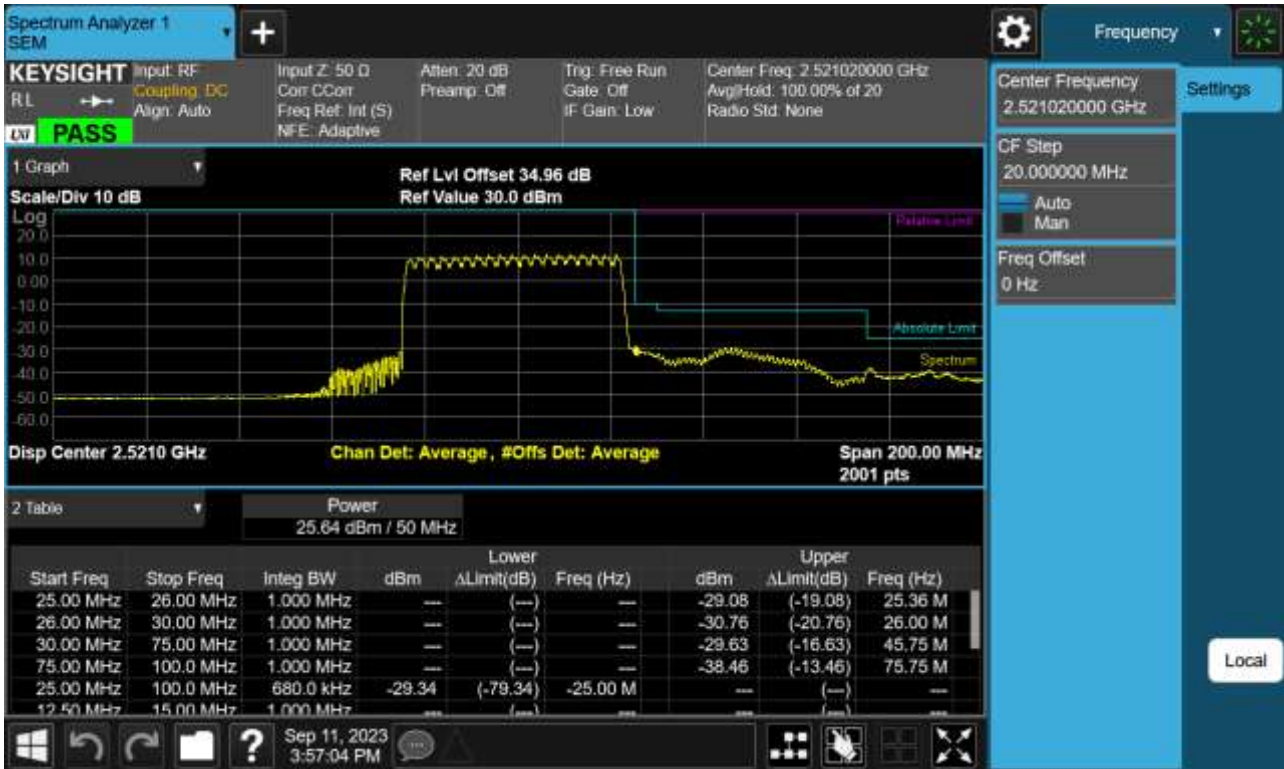 Spectrum Analyzer 1
SEM
Frequency
KEYSIGHT
RL
LXI
PASS
Input: RF
Coupling: DC
Align: Auto
Input Z: 50 Ω
Corr CCorr
Freq Ref: Int (S)
NFE: Adaptive
Atten: 20 dB
Preamp: Off
Trig: Free Run
Gate: Off
IF Gain: Low
Center Freq: 2.521020000 GHz
Avg|Hold: 100.00% of 20
Radio Std: None
Center Frequency
2.521020000 GHz
Settings
CF Step
20.000000 MHz
Auto
Man
Freq Offset
0 Hz
Local
1 Graph
Scale/Div 10 dB
Ref Lvl Offset 34.96 dB
Ref Value 30.0 dBm
Log
20.0
10.0
0.00
-10.0
-20.0
-30.0
-40.0
-50.0
-60.0
Relative Limit
Absolute Limit
Spectrum
Disp Center 2.5210 GHz
Chan Det: Average, #Offs Det: Average
Span 200.00 MHz
2001 pts
2 Table
Power
25.64 dBm / 50 MHz
Lower Upper
Start Freq Stop Freq Integ BW dBm ΔLimit(dB) Freq (Hz) dBm ΔLimit(dB) Freq (Hz)
25.00 MHz 26.00 MHz 1.000 MHz --- (---) --- -29.08 (-19.08) 25.36 M
26.00 MHz 30.00 MHz 1.000 MHz --- (---) --- -30.76 (-20.76) 26.00 M
30.00 MHz 75.00 MHz 1.000 MHz --- (---) --- -29.63 (-16.63) 45.75 M
75.00 MHz 100.0 MHz 1.000 MHz --- (---) --- -38.46 (-13.46) 75.75 M
25.00 MHz 100.0 MHz 680.0 kHz -29.34 (-79.34) -25.00 M --- (---) ---
12.50 MHz 15.00 MHz 1.000 MHz --- (---) --- --- (---) ---
?
Sep 11, 2023
3:57:04 PM